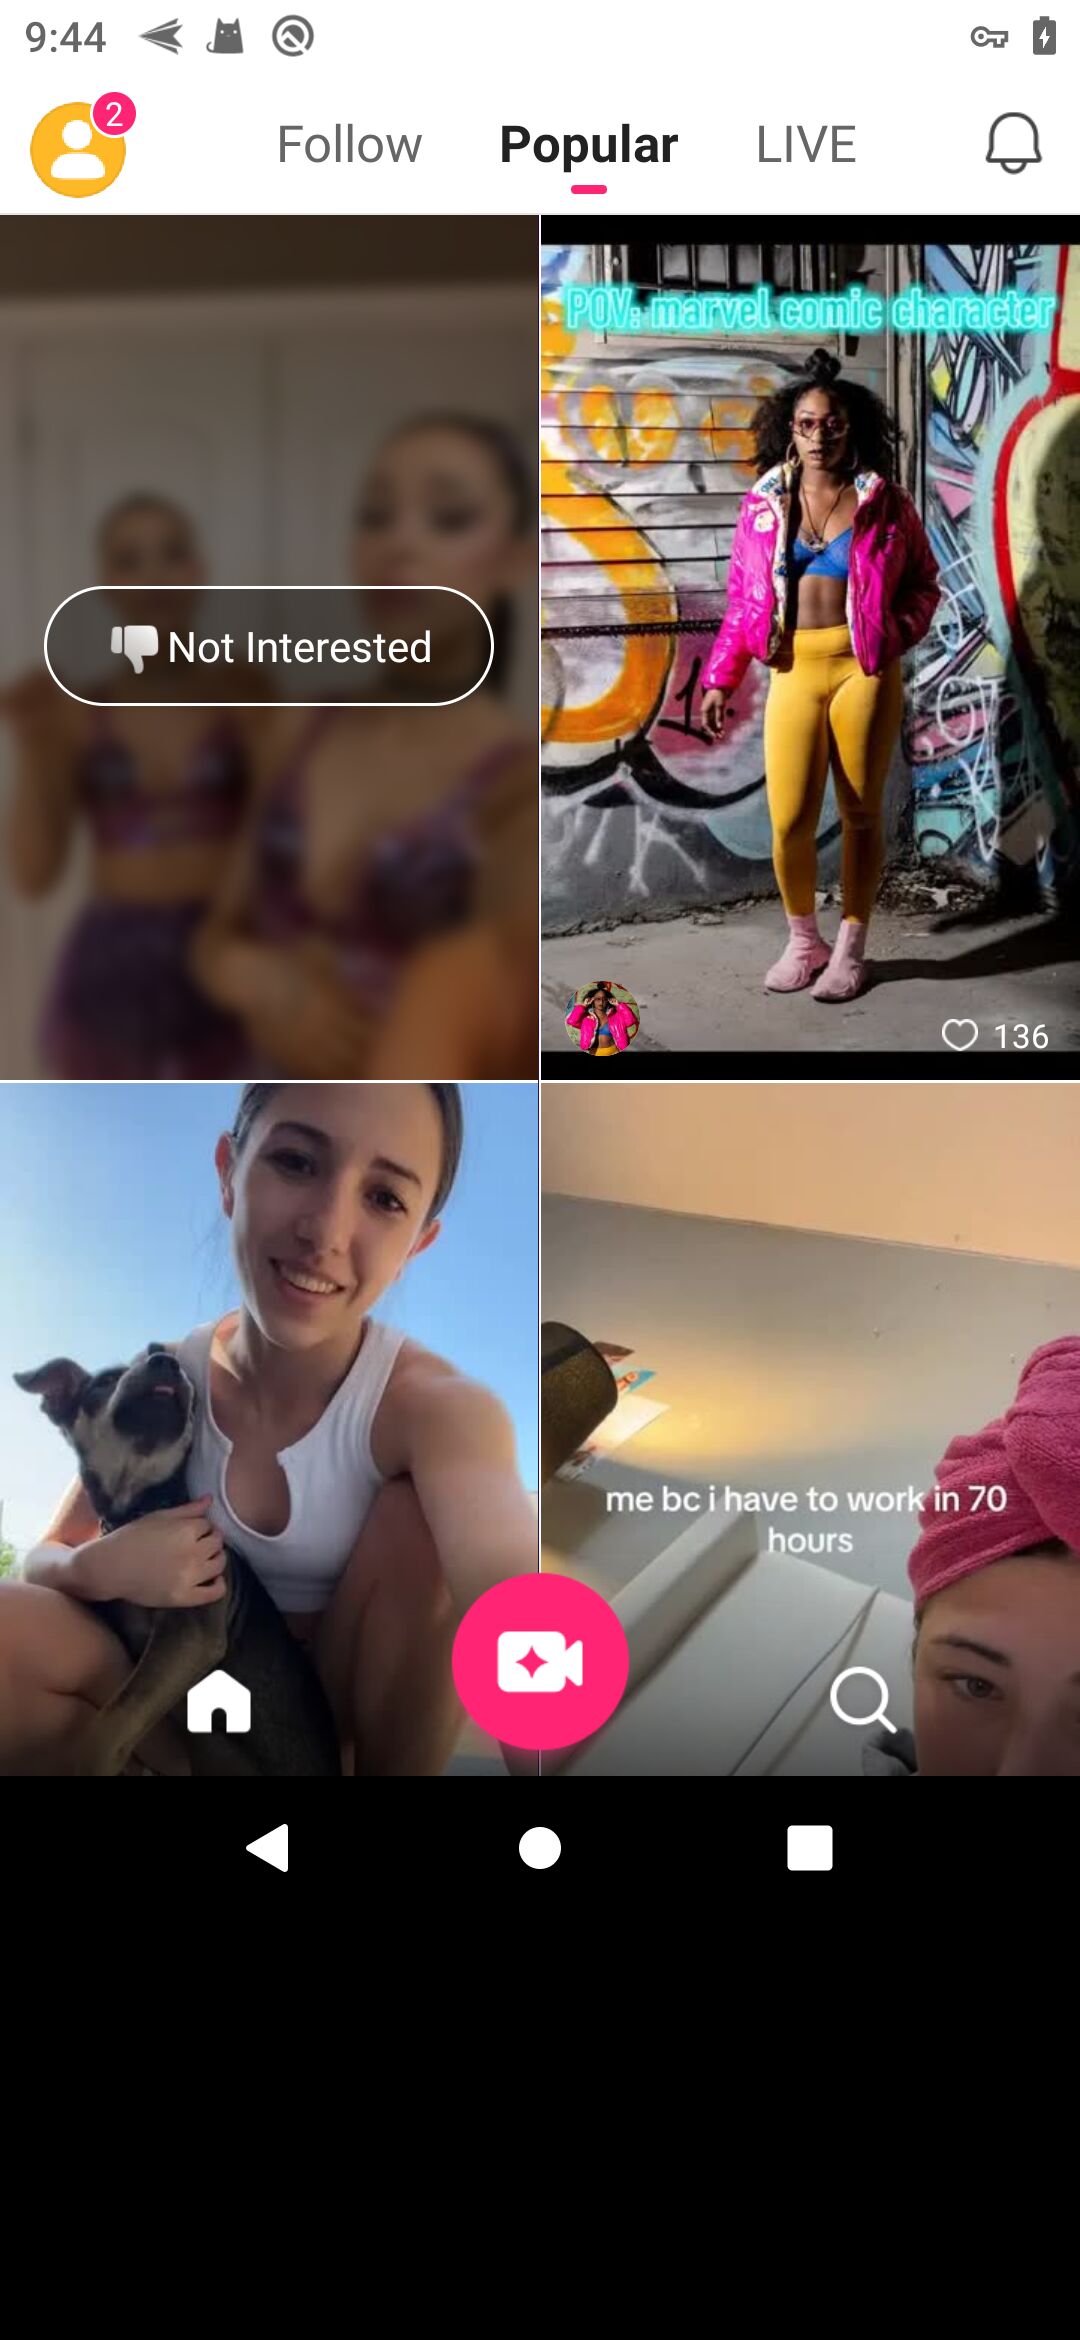 9:44
2
Follow Popular LIVE
POV: marvel comic character
Not Interested
136
me bc i have to work in 70
hours